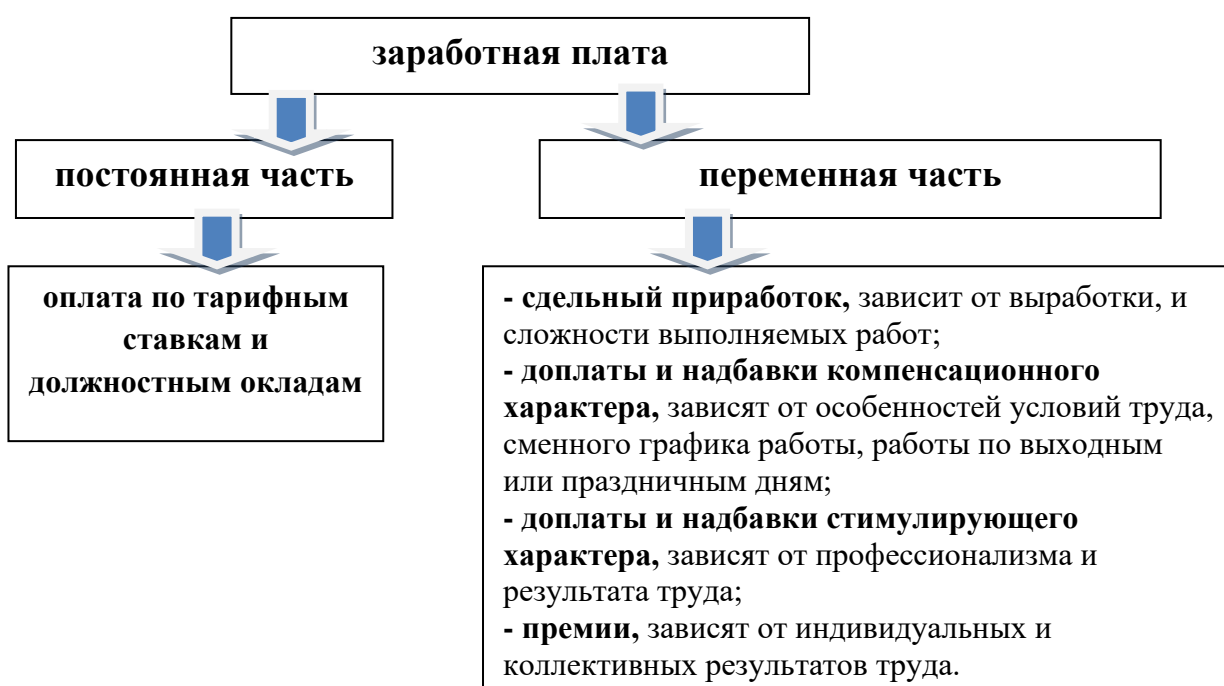 заработная плата
постоянная часть
переменная часть
оплата по тарифным
ставкам и
должностным окладам
- сдельный приработок, зависит от выработки, и
сложности выполняемых работ;
- доплаты и надбавки компенсационного
характера, зависят от особенностей условий труда,
сменного графика работы, работы по выходным
или праздничным дням;
- доплаты и надбавки стимулирующего
характера, зависят от профессионализма и
результата труда;
- премии, зависят от индивидуальных и
коллективных результатов труда.